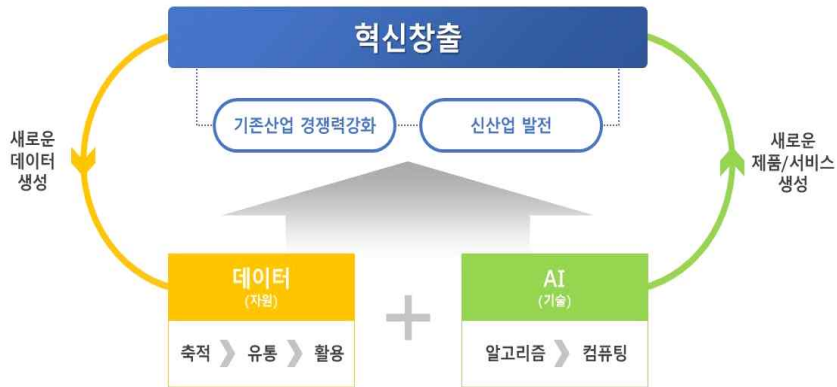 혁신창출
기존산업 경쟁력강화
신산업 발전
새로운
데이터
생성
새로운
제품/서비스
생성
데이터
(자원)
축적
유통
활용
+
AI
(기술)
알고리즘
컴퓨팅